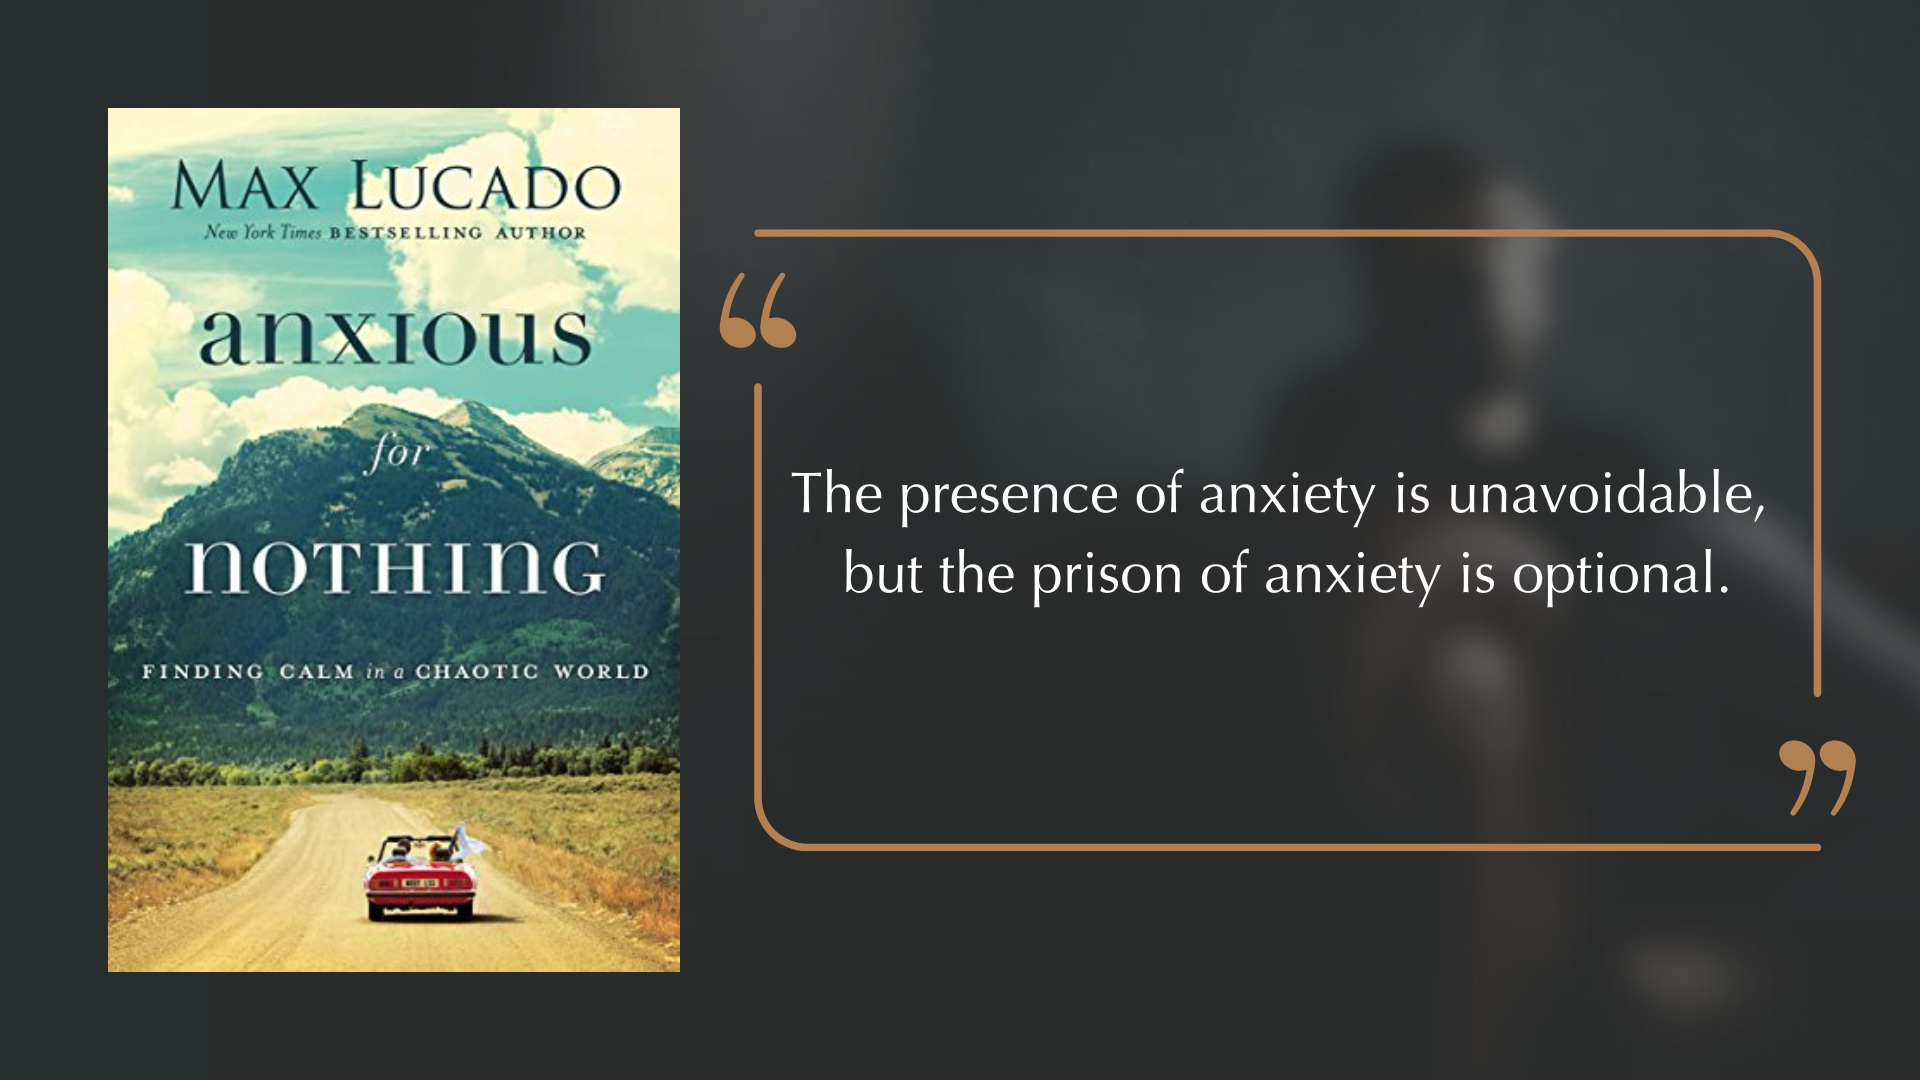 MAX LUCADO
New York Times BESTSELLING AUTHOR
anxious
for
NOTHING
FINDING CALM in a CHAOTIC WORLD
“
The presence of anxiety is unavoidable,
but the prison of anxiety is optional.
”